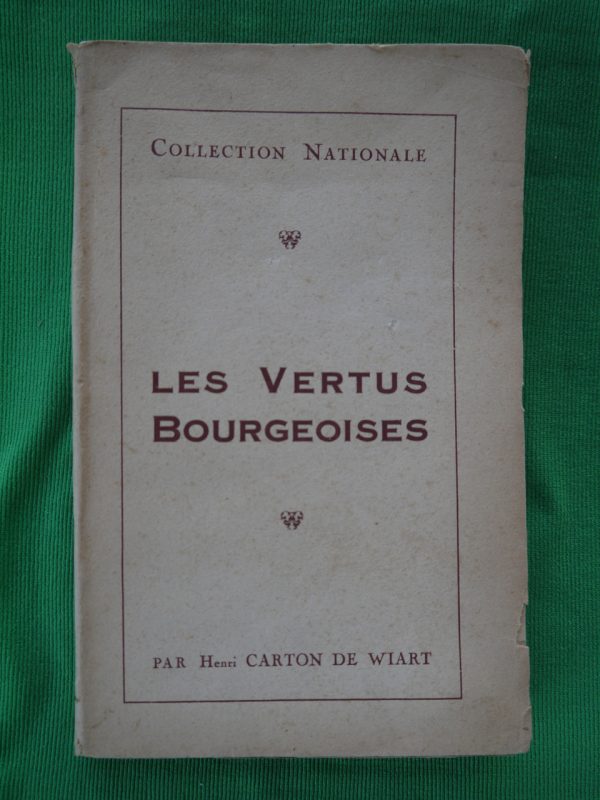 COLLECTION NATIONALE
LES VERTUS
BOURGEOISES
PAR Henri CARTON DE WIART